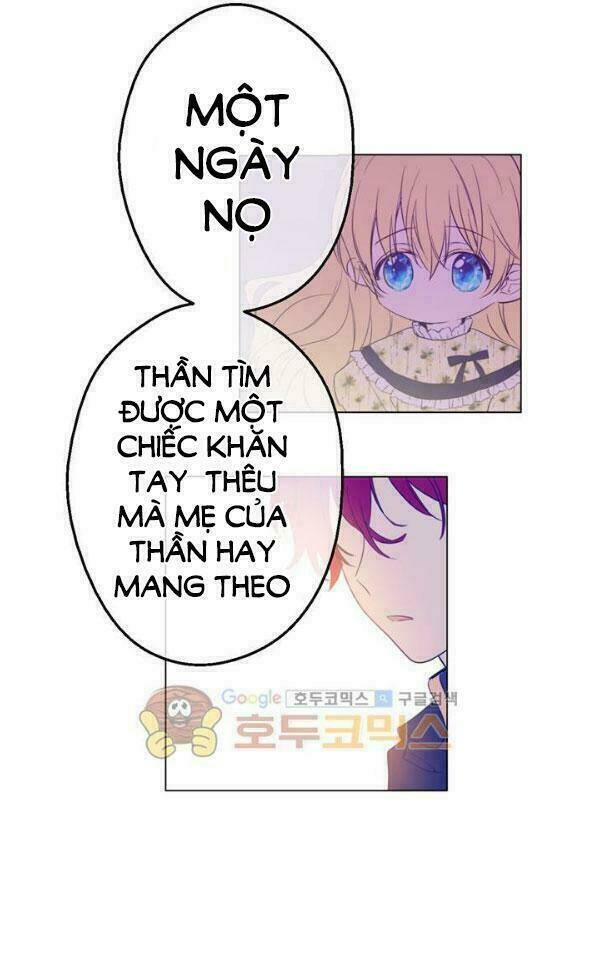 MỘT
NGÀY
NỌ
THẦN TÌM
ĐƯỢC MỘT
CHIẾC KHĂN
TAY THÊU
MÀ MẸ CỦA
THẦN HAY
MANG THEO
Google 호두코믹스 구글검색
호두코믹스